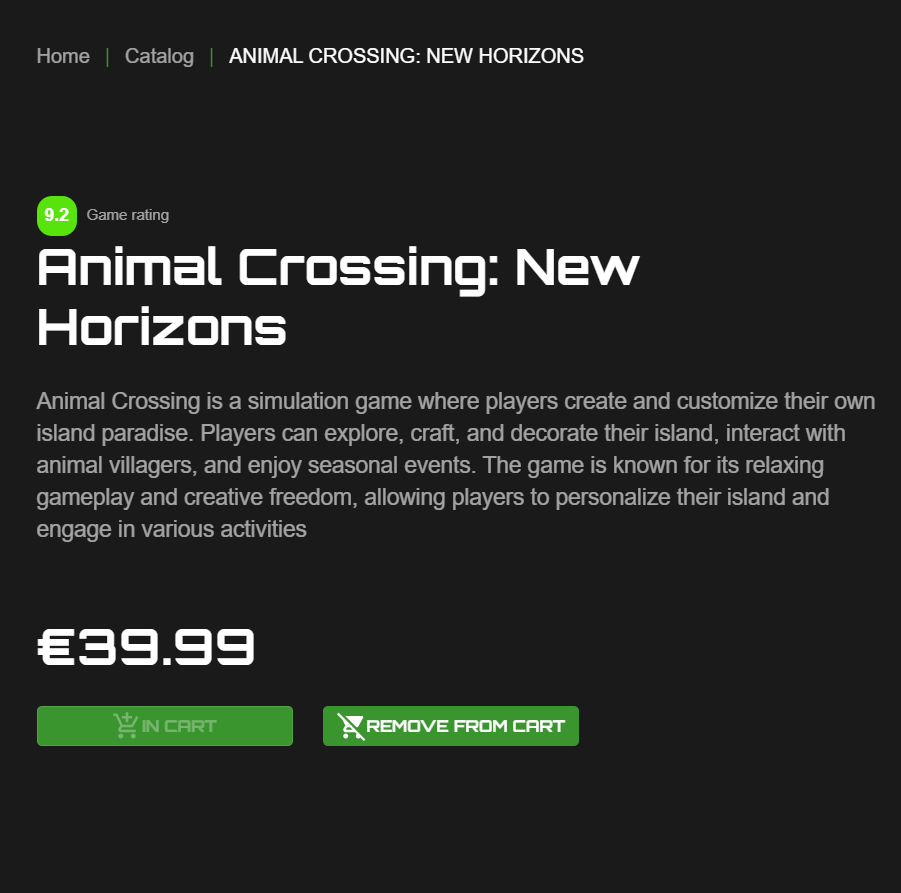 Home | Catalog | ANIMAL CROSSING: NEW HORIZONS
9.2 Game rating
Animal Crossing: New
Horizons
Animal Crossing is a simulation game where players create and customize their own
island paradise. Players can explore, craft, and decorate their island, interact with
animal villagers, and enjoy seasonal events. The game is known for its relaxing
gameplay and creative freedom, allowing players to personalize their island and
engage in various activities
€39.99
IN CART REMOVE FROM CART